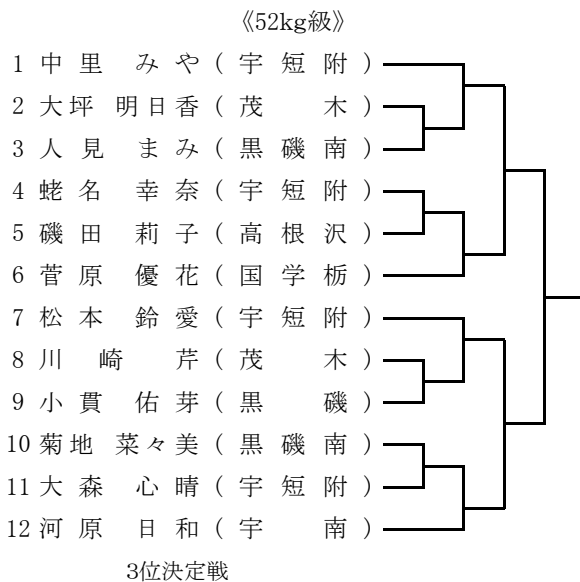 《52kg級》
1 中里 みや (宇短附)
2 大坪 明日香 (茂木)
3 人見 まみ (黒磯南)
4 蛯名 幸奈 (宇短附)
5 磯田 莉子 (高根沢)
6 菅原 優花 (国学栃)
7 松本 鈴愛 (宇短附)
8 川崎 芹 (茂木)
9 小貫 佑芽 (黒磯)
10 菊地 菜々美 (黒磯南)
11 大森 心晴 (宇短附)
12 河原 日和 (宇南)
3位決定戦